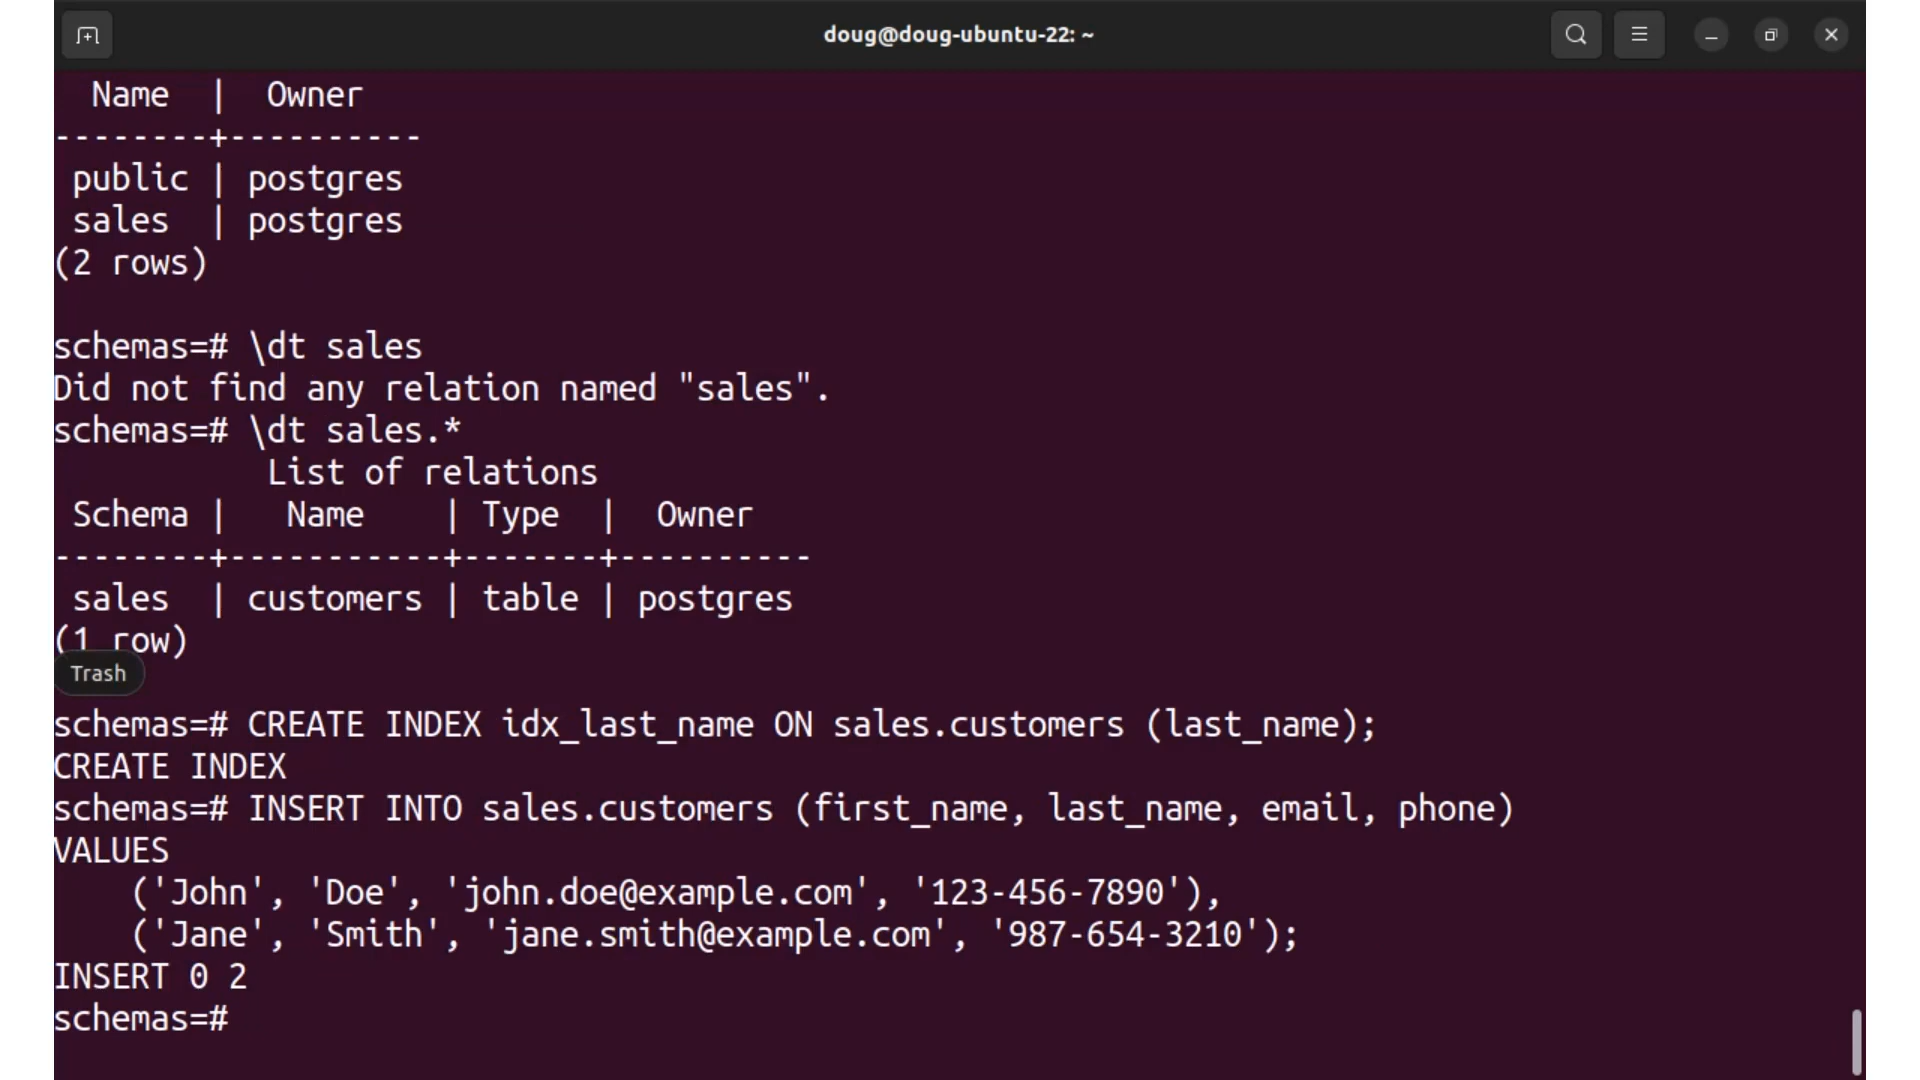 doug@doug-ubuntu-22: ~
  Name  |  Owner
--------+----------
 public | postgres
 sales  | postgres
(2 rows)

schemas=# \dt sales
Did not find any relation named "sales".
schemas=# \dt sales.*
           List of relations
 Schema |   Name    | Type  |  Owner
--------+-----------+-------+----------
 sales  | customers | table | postgres
(1 row)
Trash
schemas=# CREATE INDEX idx_last_name ON sales.customers (last_name);
CREATE INDEX
schemas=# INSERT INTO sales.customers (first_name, last_name, email, phone)
VALUES
    ('John', 'Doe', 'john.doe@example.com', '123-456-7890'),
    ('Jane', 'Smith', 'jane.smith@example.com', '987-654-3210');
INSERT 0 2
schemas=#